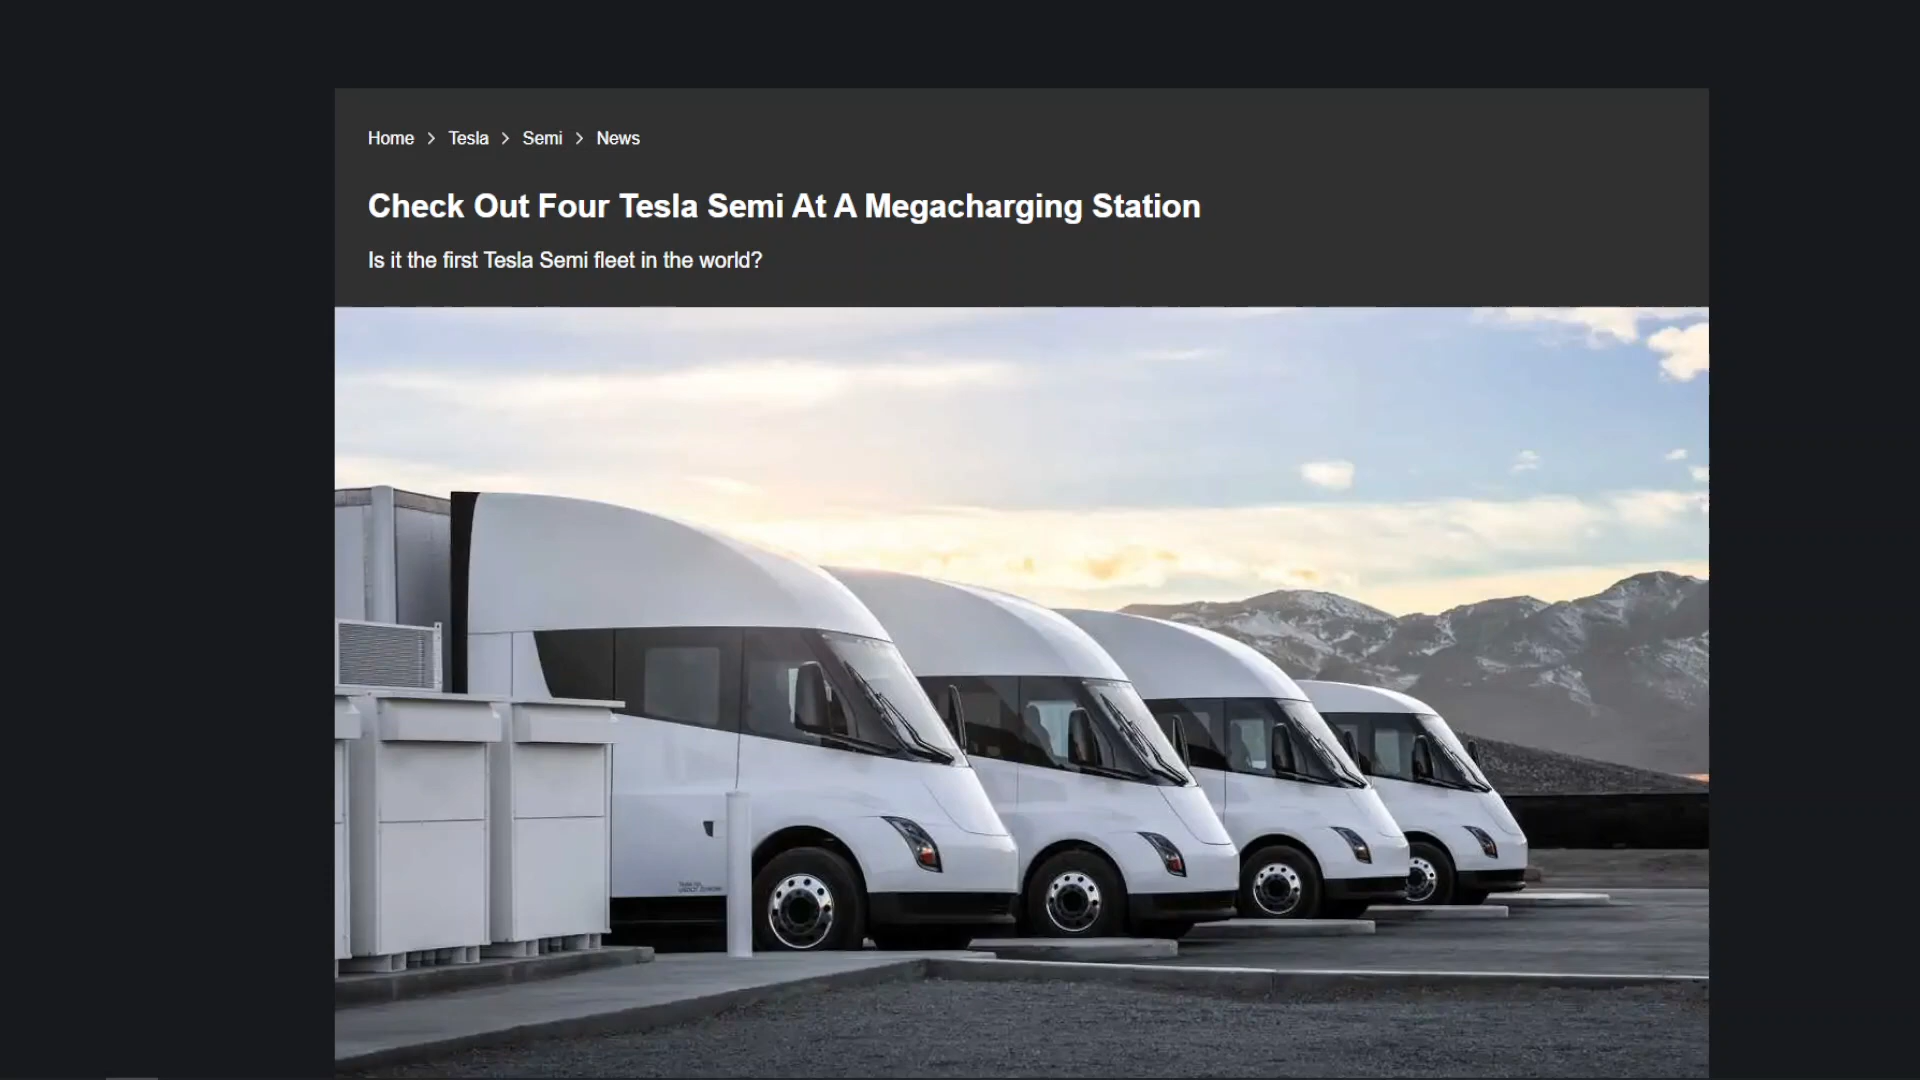 Home > Tesla > Semi > News
Check Out Four Tesla Semi At A Megacharging Station
Is it the first Tesla Semi fleet in the world?